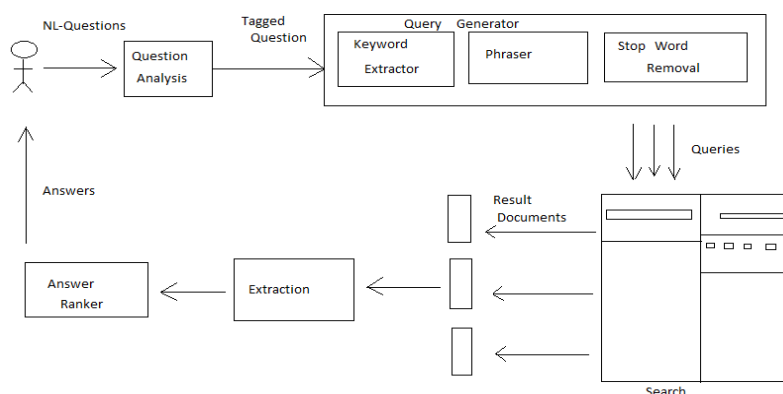 NL-Questions
Tagged
Question
Query Generator
Question
Analysis
Keyword
Extractor
Phraser
Stop Word
Removal
Queries
Answers
Result
Documents
Answer
Ranker
Extraction
Search